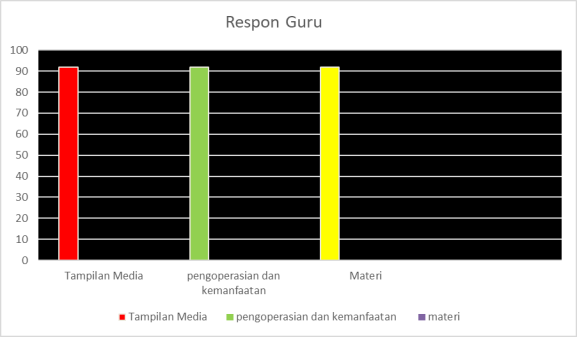 Respon Guru
100
90
80
70
60
50
40
30
20
10
0
Tampilan Media
pengoperasian dan
kemanfaatan
Materi
Tampilan Media pengoperasian dan kemanfaatan materi